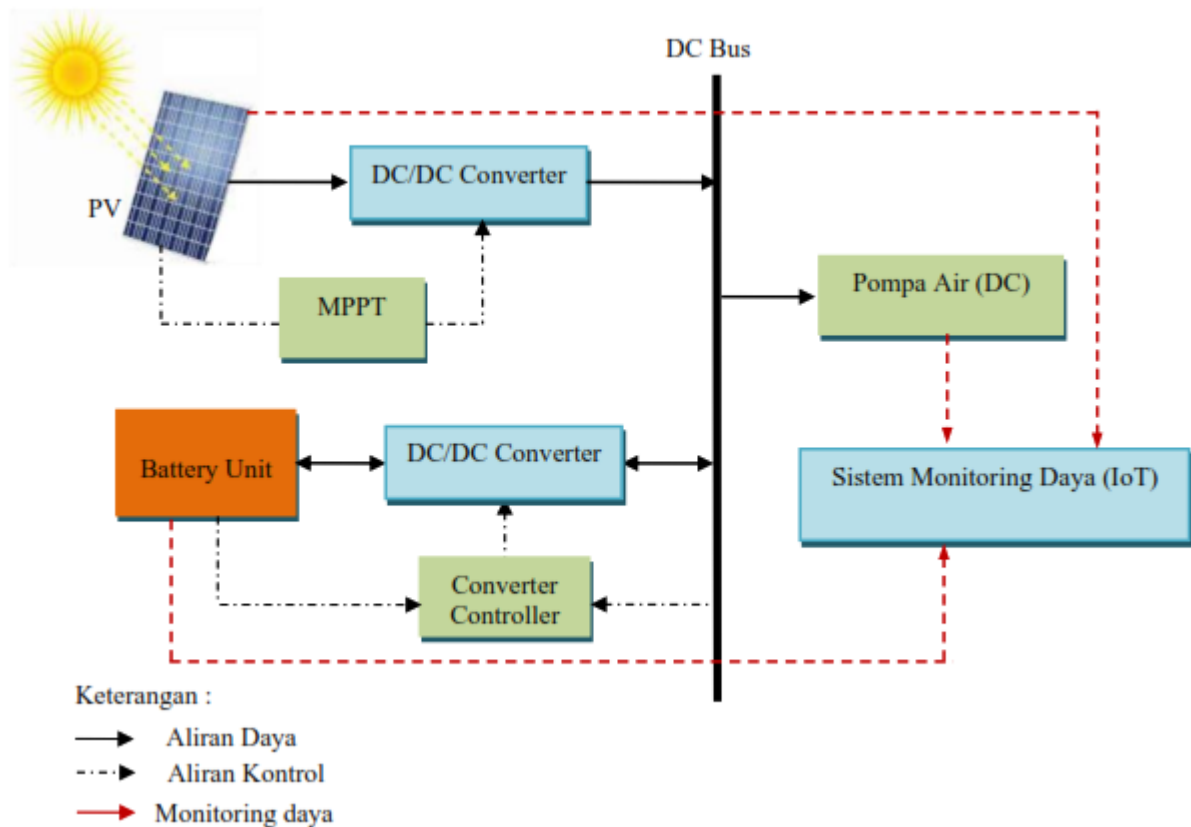 DC Bus
DC/DC Converter
PV
MPPT
Pompa Air (DC)
Battery Unit
DC/DC Converter
Sistem Monitoring Daya (IoT)
Converter
Controller
Keterangan :
Aliran Daya
Aliran Kontrol
Monitoring daya